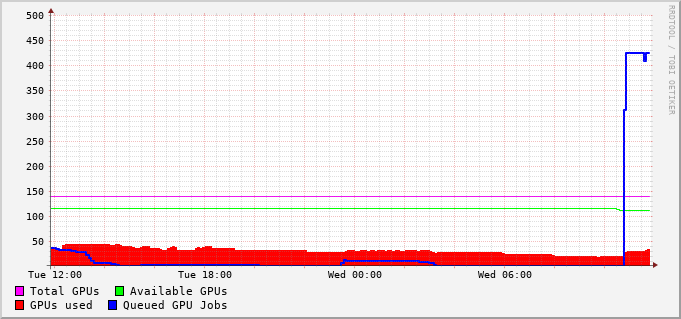 500
450
400
350
300
250
200
150
100
50
Tue 12:00 Tue 18:00 Wed 00:00 Wed 06:00
Total GPUs Available GPUs
GPUs used Queued GPU Jobs
RRDTOOL / TOBI OETIKER